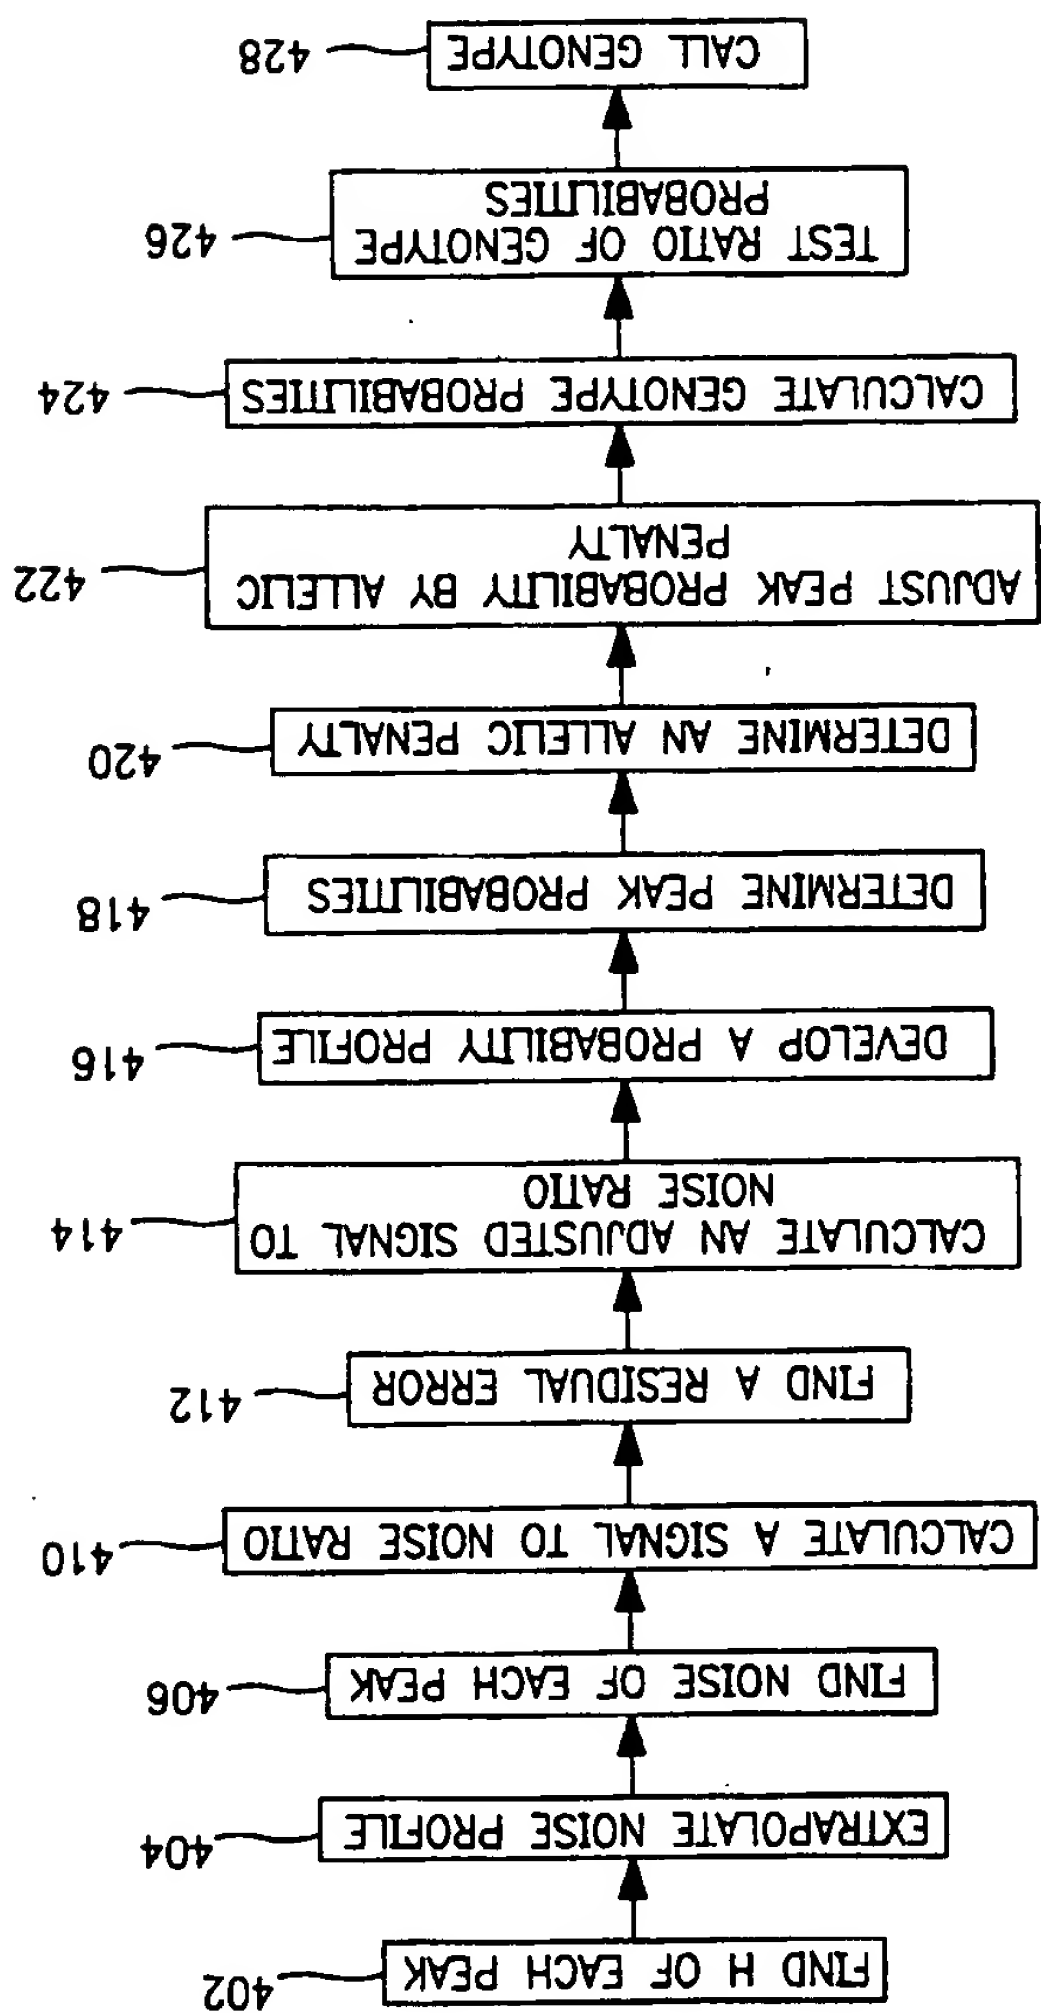 FIND H OF EACH PEAK
402
EXTRAPOLATE NOISE PROFILE
404
FIND NOISE OF EACH PEAK
406
CALCULATE A SIGNAL TO NOISE RATIO
410
FIND A RESIDUAL ERROR
412
CALCULATE AN ADJUSTED SIGNAL TO
NOISE RATIO
414
DEVELOP A PROBABILITY PROFILE
416
DETERMINE PEAK PROBABILITIES
418
DETERMINE AN ALLELIC PENALTY
420
ADJUST PEAK PROBABILITY BY ALLELIC
PENALTY
422
CALCULATE GENOTYPE PROBABILITIES
424
TEST RATIO OF GENOTYPE
PROBABILITIES
426
CALL GENOTYPE
428